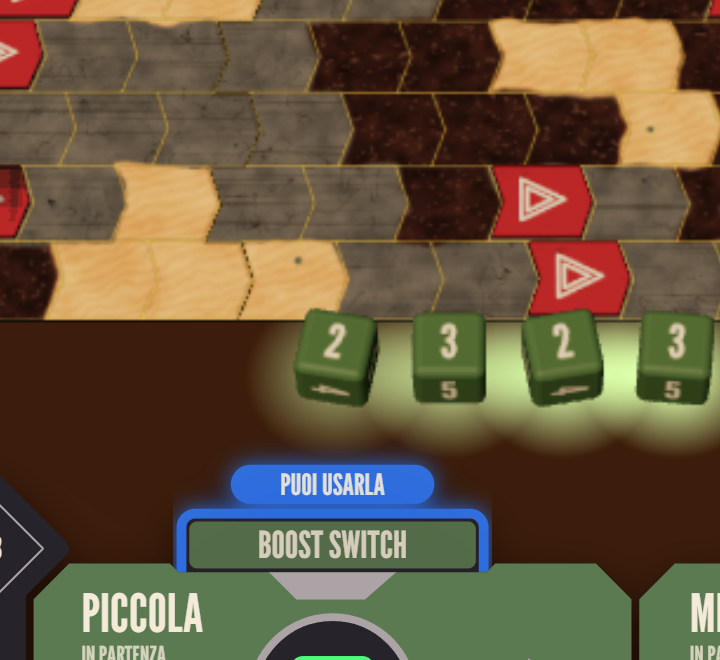 2 3 2 3
5 5
PUOI USARLA
BOOST SWITCH
PICCOLA
IN PARTENZA